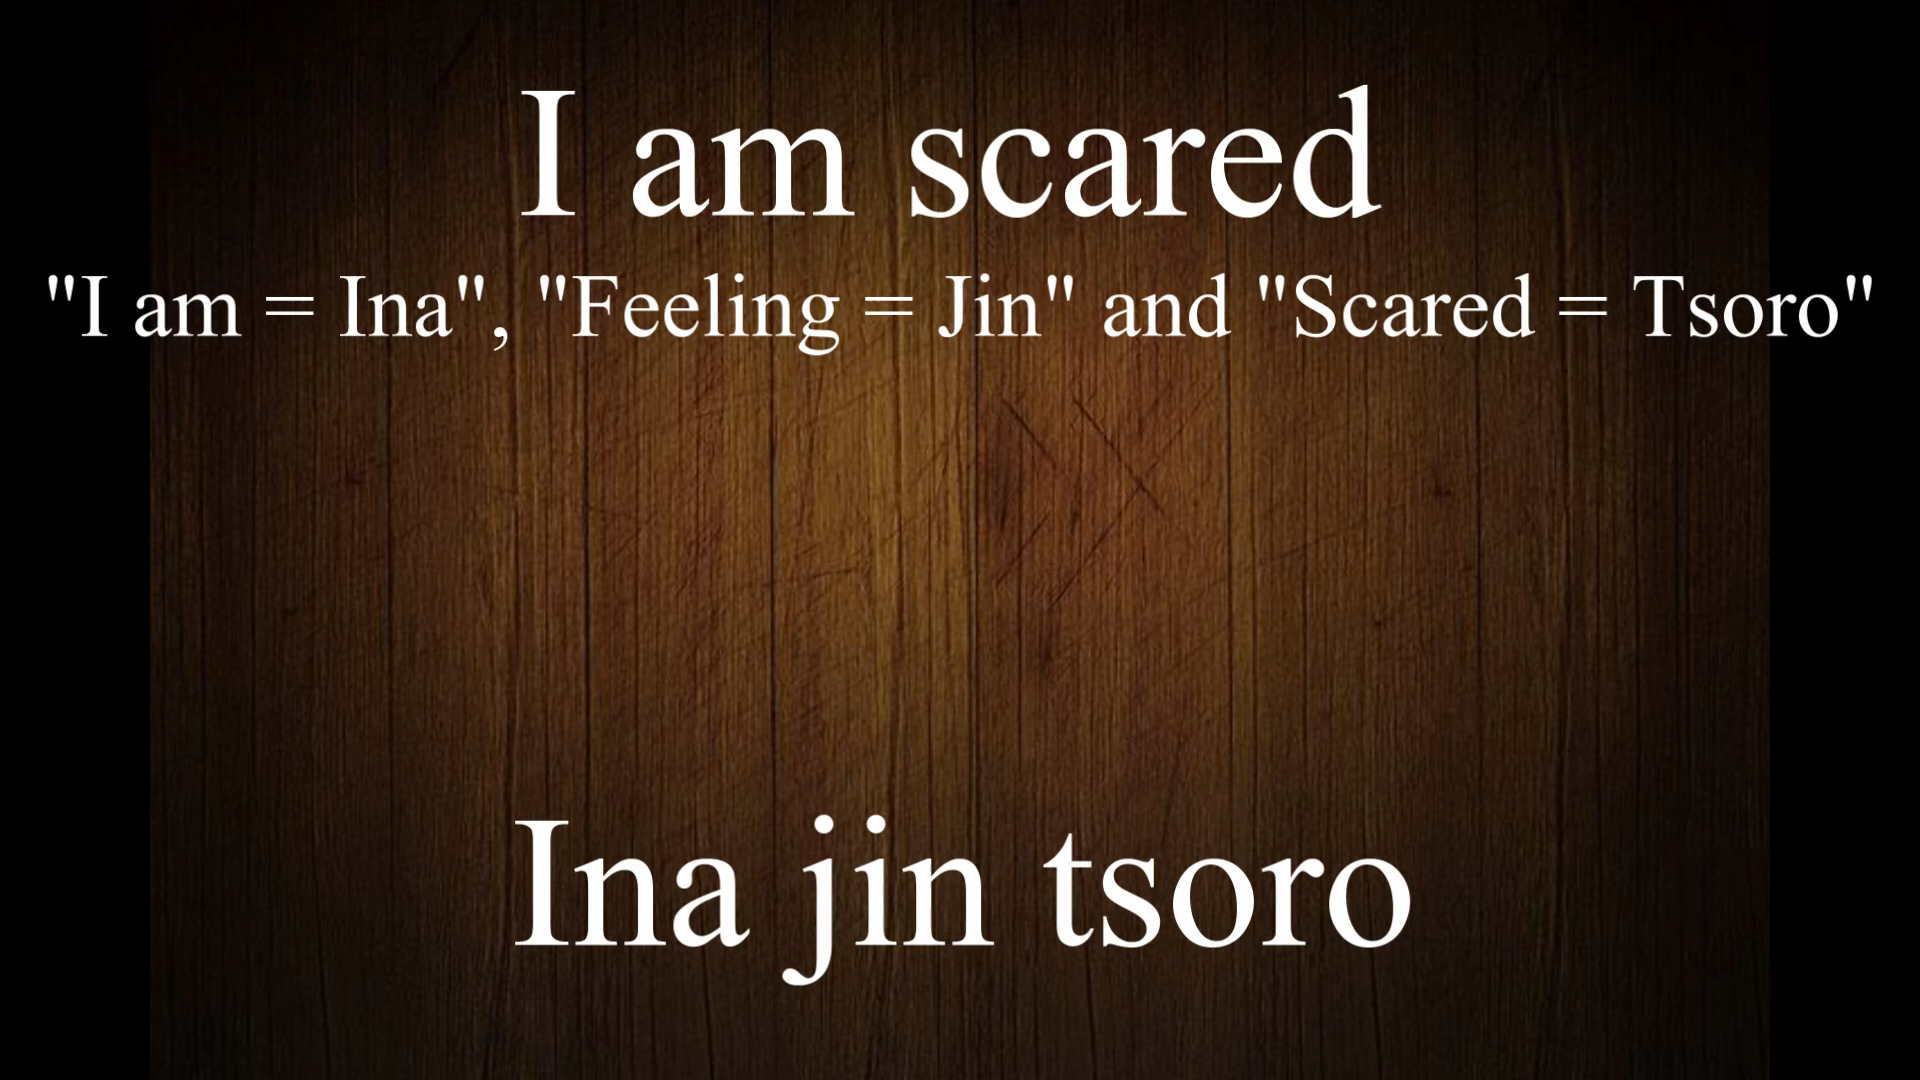 I am scared
"I am = Ina", "Feeling = Jin" and "Scared = Tsoro"
Ina jin tsoro